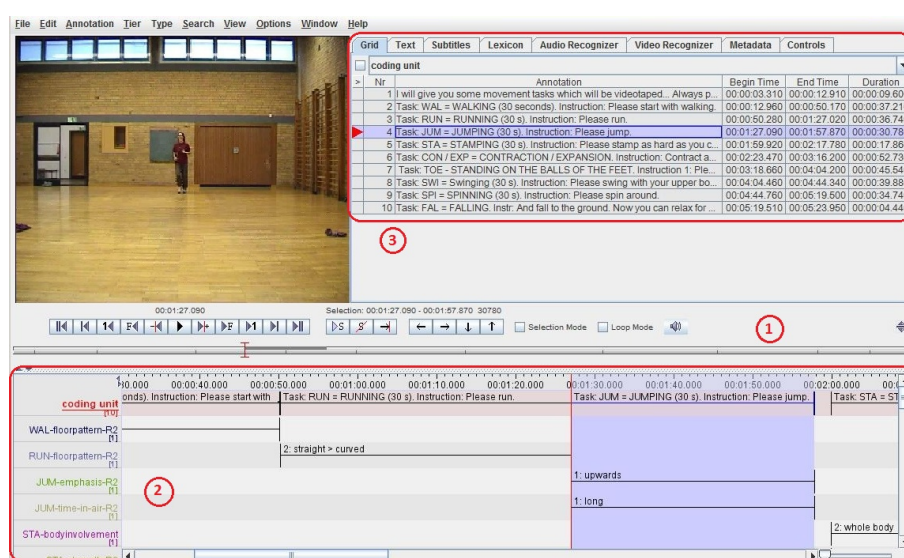 File Edit Annotation Tier Type Search View Options Window Help
Grid Text Subtitles Lexicon Audio Recognizer Video Recognizer Metadata Controls
coding unit
> Nr Annotation Begin Time End Time Duration
1 I will give you some movement tasks which will be videotaped... Always p... 00:00:03.310 00:00:12.910 00:00:09.60
2 Task: WAL = WALKING (30 seconds). Instruction: Please start with walking. 00:00:12.960 00:00:50.170 00:00:37.21
3 Task: RUN = RUNNING (30 s). Instruction: Please run. 00:00:50.280 00:01:27.020 00:00:36.74
4 Task: JUM = JUMPING (30 s). Instruction: Please jump. 00:01:27.090 00:01:57.870 00:00:30.78
5 Task: STA = STAMPING (30 s). Instruction: Please stamp as hard as you c... 00:01:59.920 00:02:17.780 00:00:17.86
6 Task: CON / EXP = CONTRACTION / EXPANSION. Instruction: Contract a... 00:02:23.470 00:03:16.200 00:00:52.73
7 Task: TOE - STANDING ON THE BALLS OF THE FEET. Instruction 1: Ple... 00:03:18.660 00:04:04.200 00:00:45.54
8 Task: SWI = Swinging (30 s). Instruction: Please swing with your upper bo... 00:04:04.460 00:04:44.340 00:00:39.88
9 Task: SPI = SPINNING (30 s). Instruction: Please spin around. 00:04:44.760 00:05:19.500 00:00:34.74
10 Task: FAL = FALLING. Instr: And fall to the ground. Now you can relax for ... 00:05:19.510 00:05:23.950 00:00:04.44
3
00:01:27.090 Selection: 00:01:27.090 - 00:01:57.870 30780
Selection Mode Loop Mode
1
30.000 00:00:40.000 00:00:50.000 00:01:00.000 00:01:10.000 00:01:20.000 00:01:30.000 00:01:40.000 00:01:50.000 00:02:00.000
coding unit onds). Instruction: Please start with Task: RUN = RUNNING (30 s). Instruction: Please run. Task: JUM = JUMPING (30 s). Instruction: Please jump. Task: STA = ST
[10]
WAL-floorpattern-R2
[1]
RUN-floorpattern-R2 2: straight > curved
[1]
JUM-emphasis-R2 1: upwards
[1]
2
JUM-time-in-air-R2 1: long
[1]
STA-bodyinvolvement 2: whole body
[1]